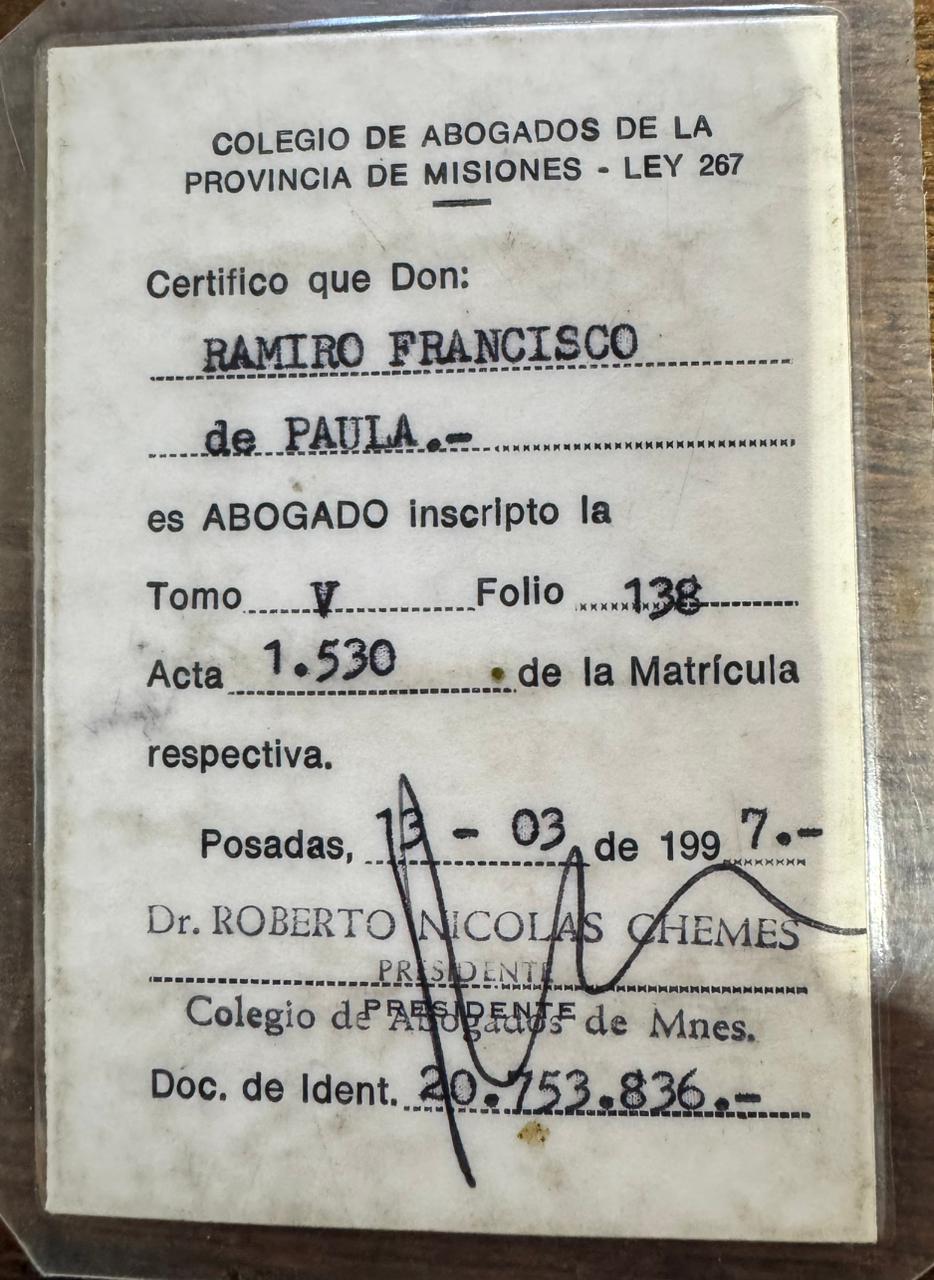 COLEGIO DE ABOGADOS DE LA
PROVINCIA DE MISIONES - LEY 267
Certifico que Don:
RAMIRO FRANCISCO
de PAULA.-
es ABOGADO inscripto la
Tomo V Folio 138
Acta 1.530 de la Matrícula
respectiva.
Posadas, 13 - 03 de 1997.-
Dr. ROBERTO NICOLAS CHEMES
PRESIDENTE
PRESIDENTE
Colegio de Abogados de Mnes.
Doc. de Ident. 20.753.836.-